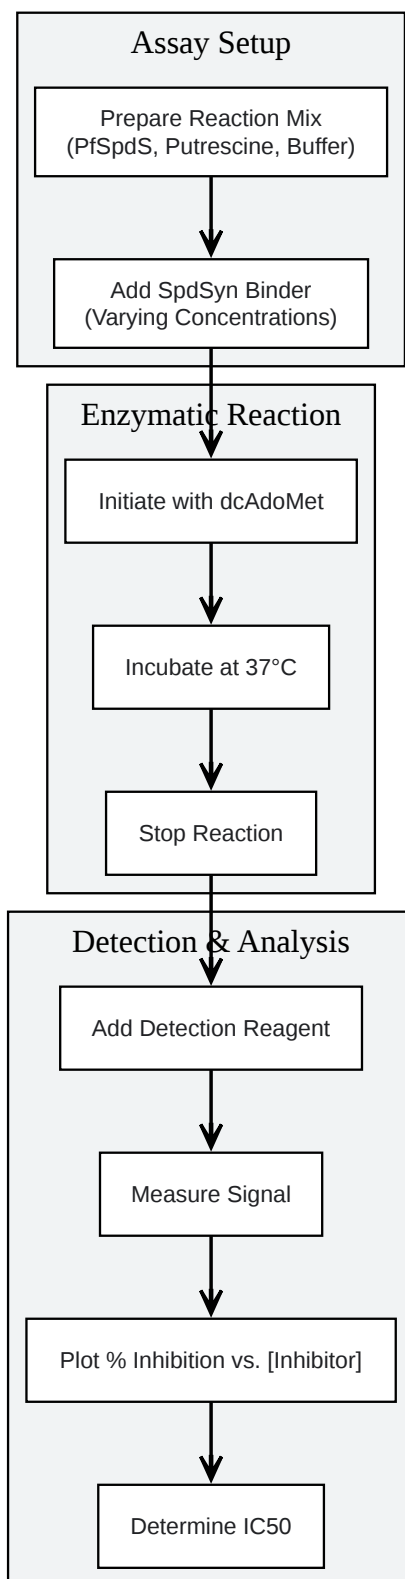 Assay Setup
Prepare Reaction Mix
(PfSpdS, Putrescine, Buffer)
Add SpdSyn Binder
(Varying Concentrations)
Enzymatic Reaction
Initiate with dcAdoMet
Incubate at 37°C
Stop Reaction
Detection & Analysis
Add Detection Reagent
Measure Signal
Plot % Inhibition vs. [Inhibitor]
Determine IC50